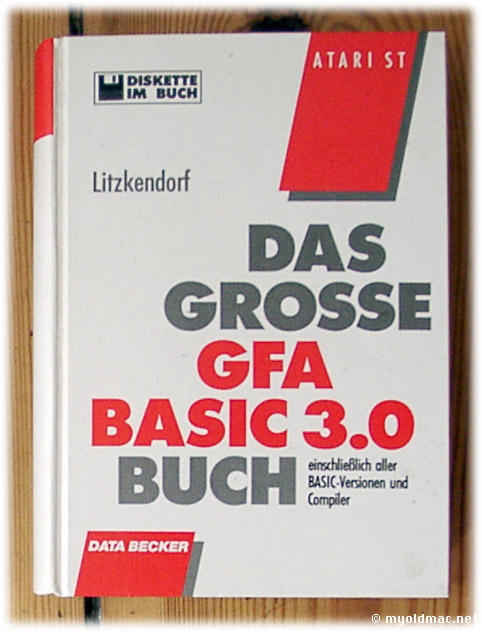 DISKETTE
IM BUCH
ATARI ST
Litzkendorf
DAS
GROSSE
GFA
BASIC 3.0
BUCH
einschließlich aller
BASIC-Versionen und
Compiler
DATA BECKER
© myoldmac.net